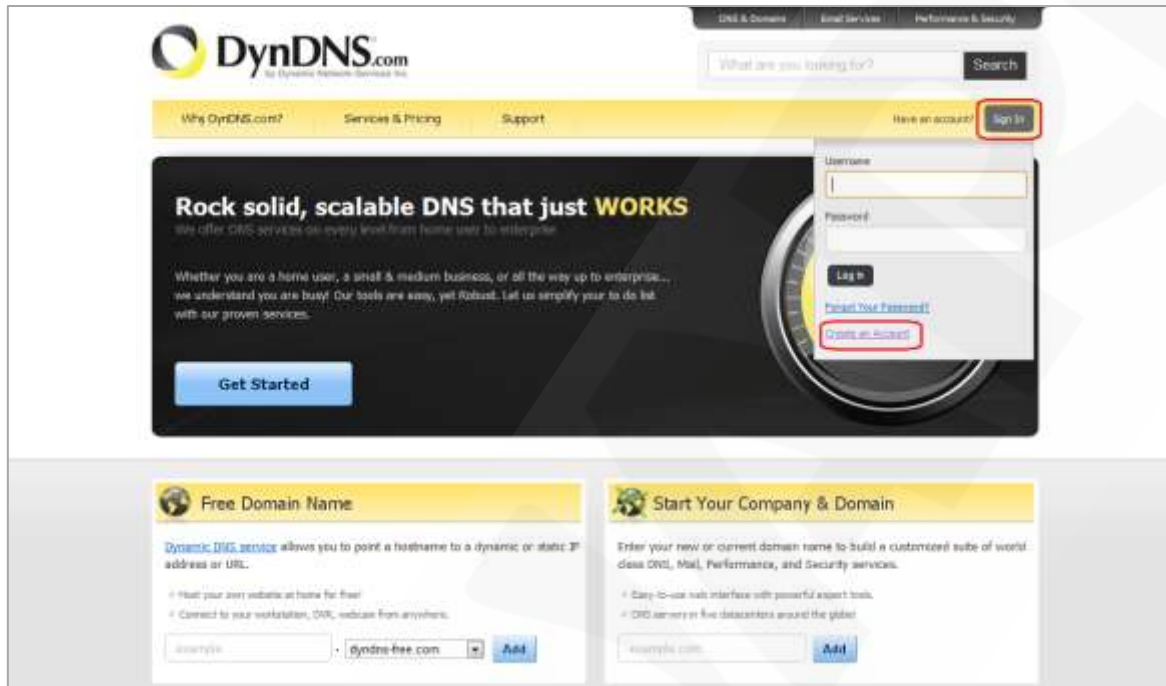 DNS & Domains Email Services Performance & Security
DynDNS.com
by Dynamic Network Services Inc.
What are you looking for? Search
Why DynDNS.com? Services & Pricing Support Have an account? Sign In
Username
Rock solid, scalable DNS that just WORKS
We offer DNS services on every level from home user to enterprise
Password
Whether you are a home user, a small & medium business, or all the way up to enterprise...
we understand you are busy! Our tools are easy, yet Robust. Let us simplify your to do list
with our proven services.
Log In
Forgot Your Password?
Create an Account
Get Started
Free Domain Name
Dynamic DNS service allows you to point a hostname to a dynamic or static IP
address or URL.
Host your own website at home for free!
Connect to your workstation, DVR, webcam from anywhere.
example . dyndns-free.com Add
Start Your Company & Domain
Enter your new or current domain name to build a customized suite of world
class DNS, Mail, Performance, and Security services.
Easy-to-use web interface with powerful expert tools.
DNS servers in five datacenters around the globe!
example.com Add